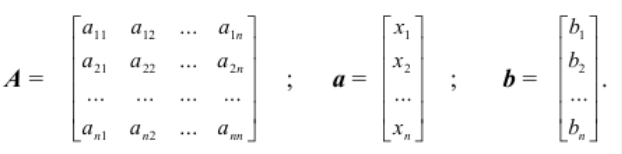 A = [a₁₁ a₁₂ ... a₁ₙ] ; a = [x₁] ; b = [b₁]
[a₂₁ a₂₂ ... a₂ₙ] [x₂] [b₂]
[... ... ... ...] [...] [...]
[aₙ₁ aₙ₂ ... aₙₙ] [xₙ] [bₙ].